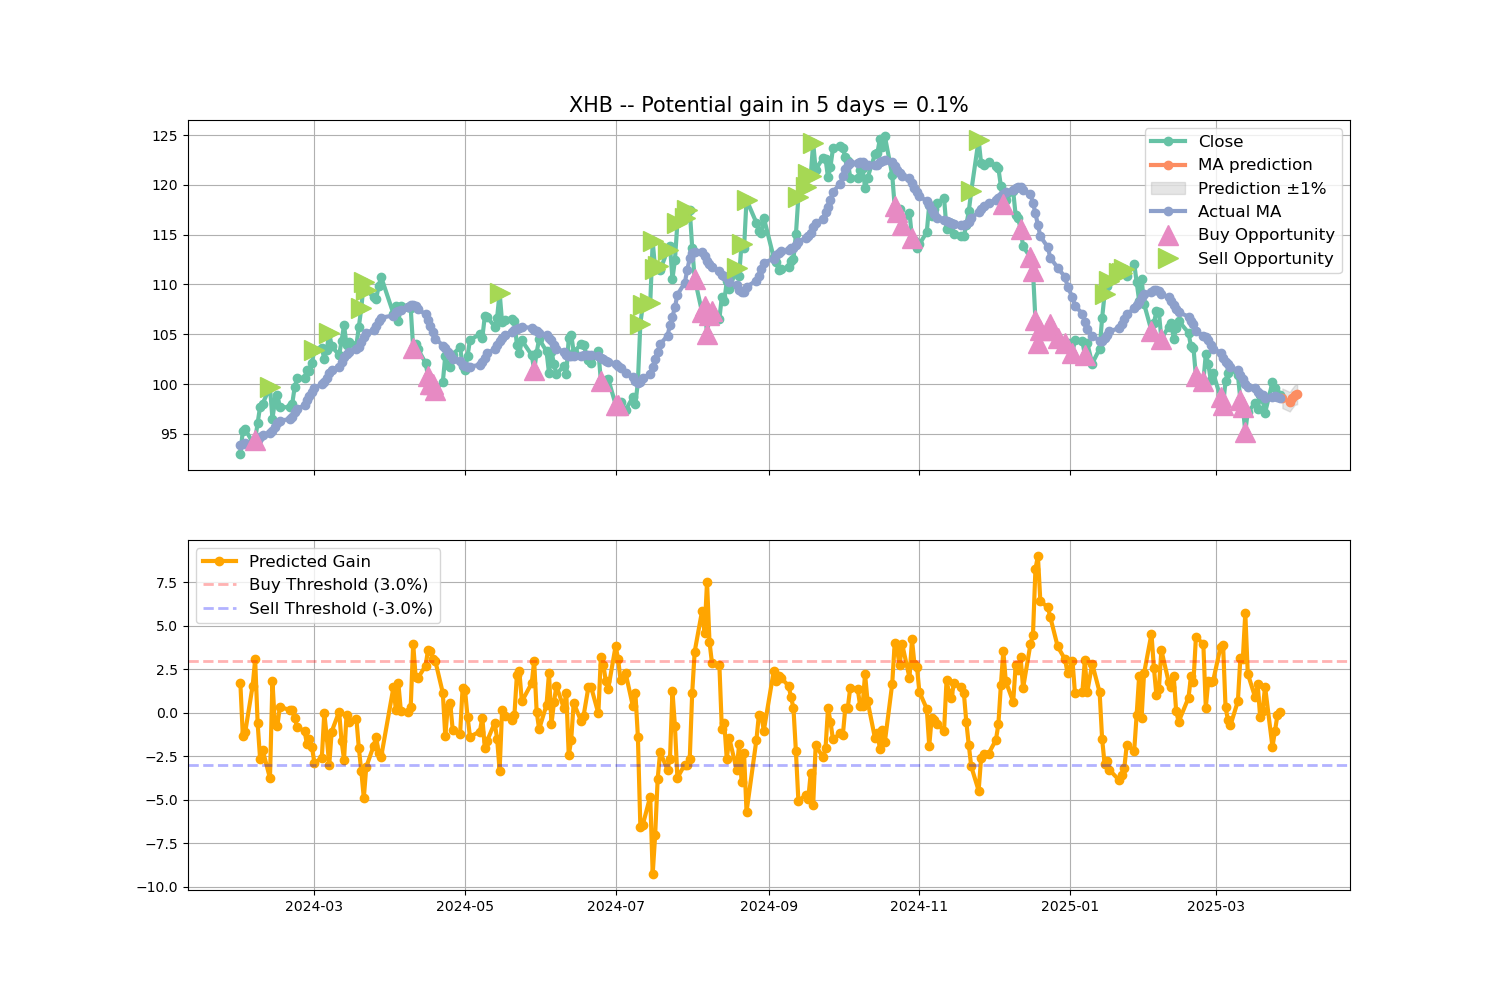 XHB -- Potential gain in 5 days = 0.1%
125
120
115
110
105
100
95
Close
MA prediction
Prediction ±1%
Actual MA
Buy Opportunity
Sell Opportunity
7.5
5.0
2.5
0.0
−2.5
−5.0
−7.5
−10.0
Predicted Gain
Buy Threshold (3.0%)
Sell Threshold (-3.0%)
2024-03
2024-05
2024-07
2024-09
2024-11
2025-01
2025-03